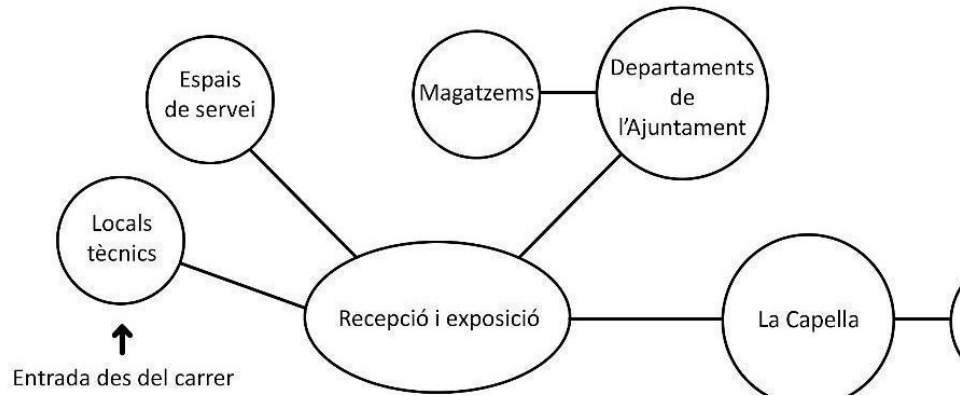 Espais
de servei
Magatzems
Departaments
de
l'Ajuntament
Locals
tècnics
Recepció i exposició
La Capella
Entrada des del carrer